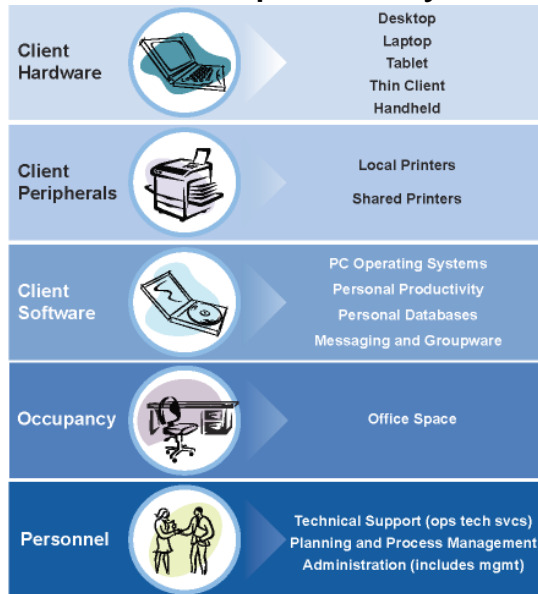 Client
Hardware
Desktop
Laptop
Tablet
Thin Client
Handheld
Client
Peripherals
Local Printers
Shared Printers
Client
Software
PC Operating Systems
Personal Productivity
Personal Databases
Messaging and Groupware
Occupancy
Office Space
Personnel
Technical Support (ops tech svcs)
Planning and Process Management
Administration (includes mgmt)